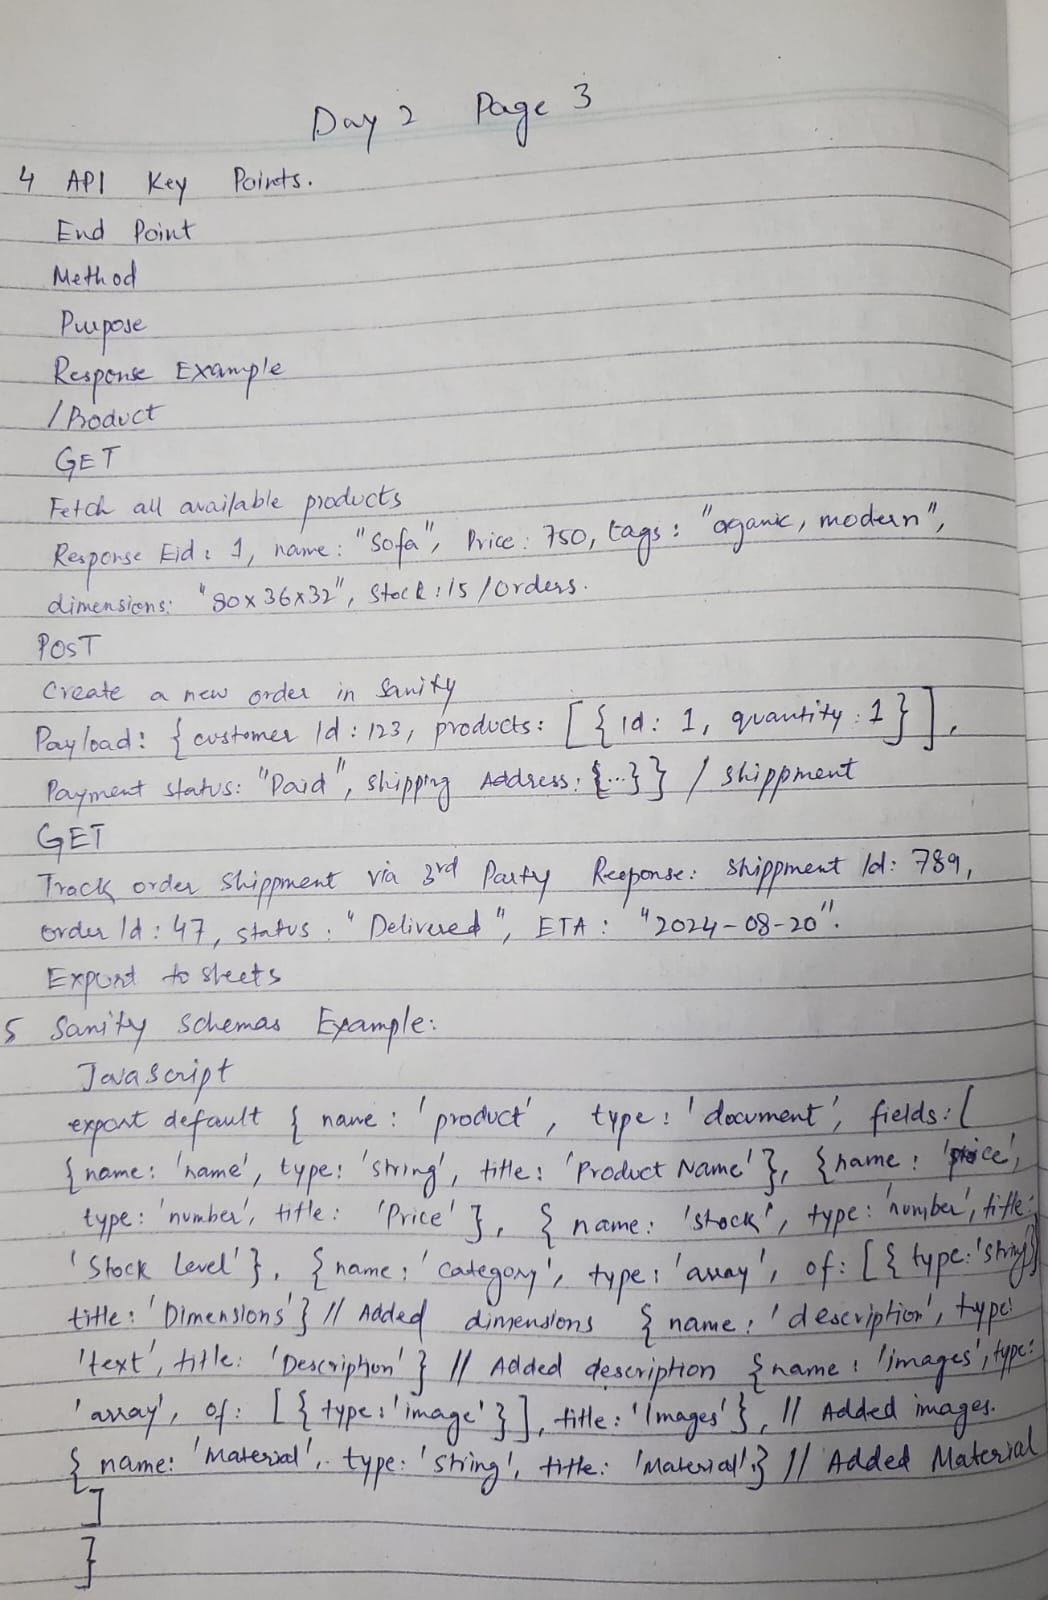 Day 2 Page 3
4 API Key Points.
End Point
Method
Purpose
Response Example
/Product
GET
Fetch all available products
Response Eid: 1, name: "Sofa", Price: 750, tags: "oganic, modern",
dimensions: "80x36x32", Stock: 15 /orders.
POST
Create a new order in Sanity
Payload: { customer Id: 123, products: [ { Id: 1, quantity: 1 } ],
Payment status: "Paid", shipping Address: {...} } / shippment
GET
Track order shippment via 3rd Party Response: shippment Id: 789,
order Id: 47, status: "Delivered", ETA: "2024-08-20".
Export to sheets
5 Sanity schemas Example:
Javascript
export default { name: 'product', type: 'document', fields: [
{ name: 'name', type: 'string', title: 'Product Name' }, { name: 'price',
type: 'number', title: 'Price' }, { name: 'stock', type: 'number', title:
'Stock Level' }, { name: 'category', type: 'array', of: [ { type: 'string' }
title: 'Dimensions' } // Added dimensions { name: 'description', type:
'text', title: 'Description' } // Added description { name: 'images', type:
'array', of: [ { type: 'image' } ], title: 'Images' }, // Added images.
{ name: 'Material', type: 'string', title: 'Material' } // Added Material
]
}